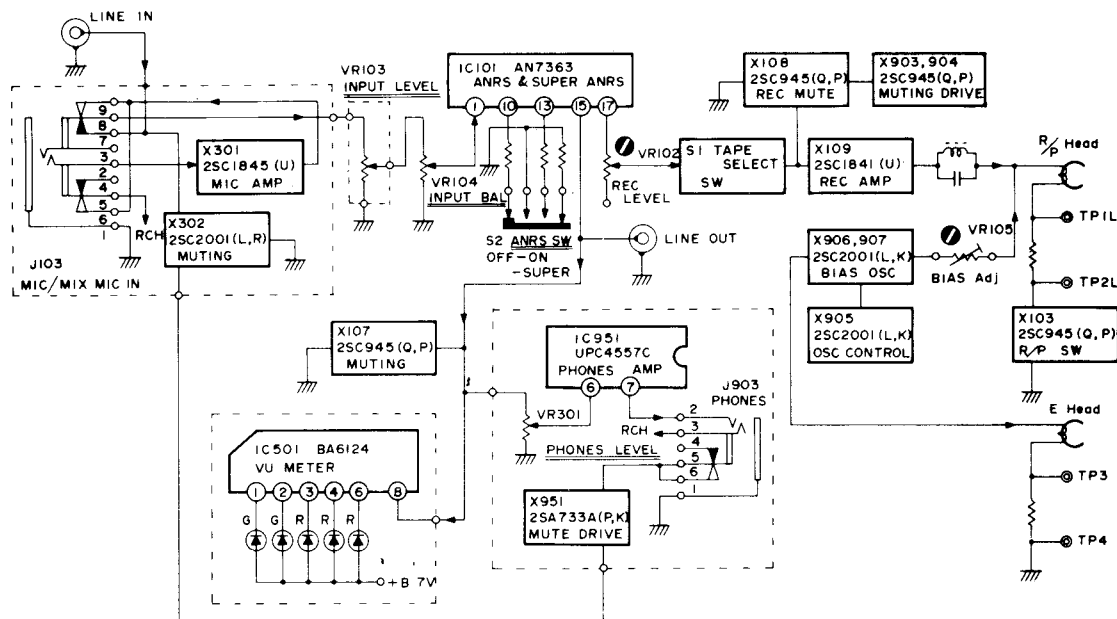 LINE IN
VR103
INPUT LEVEL
IC101 AN7363
ANRS & SUPER ANRS
1
10
13
15
17
X108
2SC945(Q,P)
REC MUTE
X903,904
2SC945(Q,P)
MUTING DRIVE
R/P Head
9
8
7
3
2
4
5
6
1
X301
2SC1845(U)
MIC AMP
VR104
INPUT BAL
VR102
REC
LEVEL
S1 TAPE
SELECT
SW
X109
2SC1841(U)
REC AMP
TP1L
RCH
X302
2SC2001(L,R)
MUTING
J103
MIC/MIX MIC IN
S2 ANRS SW
OFF-ON
-SUPER
LINE OUT
X906,907
2SC2001(L,K)
BIAS OSC
VR105
BIAS Adj
TP2L
X905
2SC2001(L,K)
OSC CONTROL
X103
2SC945(Q,P)
R/P SW
X107
2SC945(Q,P)
MUTING
IC951
UPC4557C
PHONES AMP
6
7
J903
PHONES
VR301
RCH
2
3
4
5
6
1
PHONES LEVEL
E Head
IC501 BA6124
VU METER
1
2
3
4
6
8
G
G
R
R
R
+B 7V
X951
2SA733A(P,K)
MUTE DRIVE
TP3
TP4